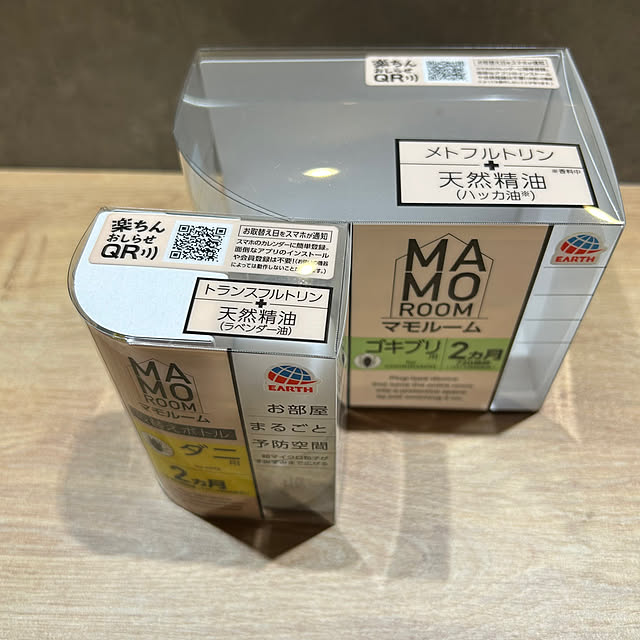 楽ちん
おしらせ
QR
メトフルトリン
+
※香料中
天然精油
(ハッカ油※)
MA
MO
ROOM
マモルーム
ゴキブリ用
2ヵ月
EARTH
楽ちん
おしらせ
QR
お取替え日をスマホが通知
スマホのカレンダーに簡単登録。
面倒なアプリのインストール
や会員登録は不要!
トランスフルトリン
+
天然精油
(ラベンダー油)
MA
MO
ROOM
マモルーム
替えボトル
ダニ用
2ヵ月
EARTH
お部屋
まるごと
予防空間